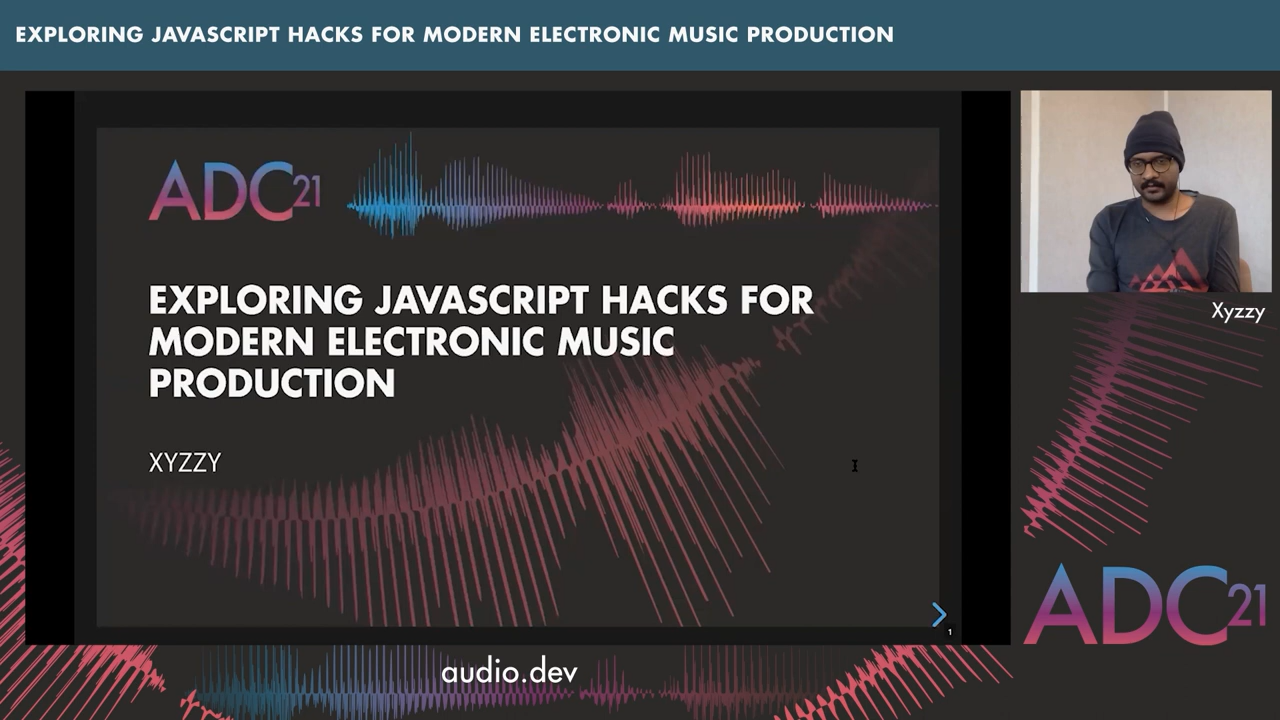 EXPLORING JAVASCRIPT HACKS FOR MODERN ELECTRONIC MUSIC PRODUCTION
ADC21
EXPLORING JAVASCRIPT HACKS FOR
MODERN ELECTRONIC MUSIC
PRODUCTION
XYZZY
1
Xyzzy
ADC21
audio.dev